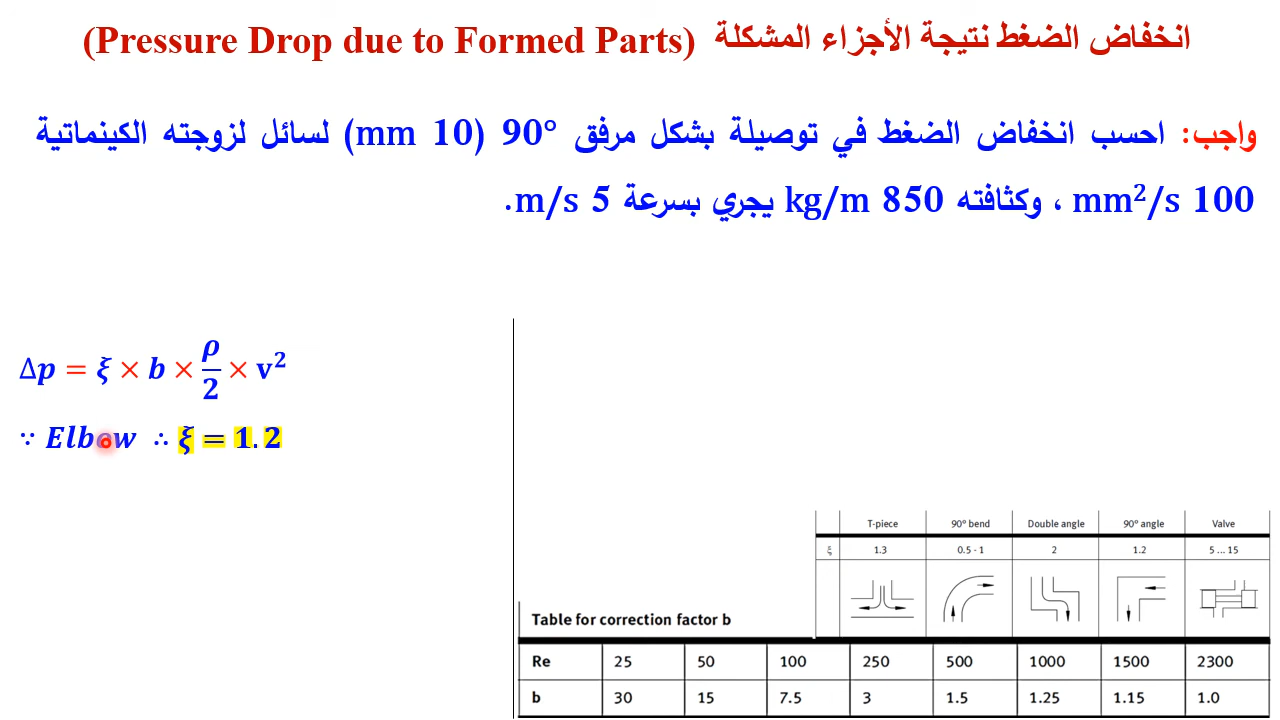 انخفاض الضغط نتيجة الأجزاء المشكلة (Pressure Drop due to Formed Parts)
واجب: احسب انخفاض الضغط في توصيلة بشكل مرفق 90° (10 mm) لسائل لزوجته الكينماتية
100 mm²/s ، وكثافته 850 kg/m يجري بسرعة 5 m/s.
Δp = ξ × b × ρ/2 × v²
∵ Elbow ∴ ξ = 1.2
T-piece 90° bend Double angle 90° angle Valve
ξ 1.3 0.5 - 1 2 1.2 5 ... 15
Table for correction factor b
Re 25 50 100 250 500 1000 1500 2300
b 30 15 7.5 3 1.5 1.25 1.15 1.0